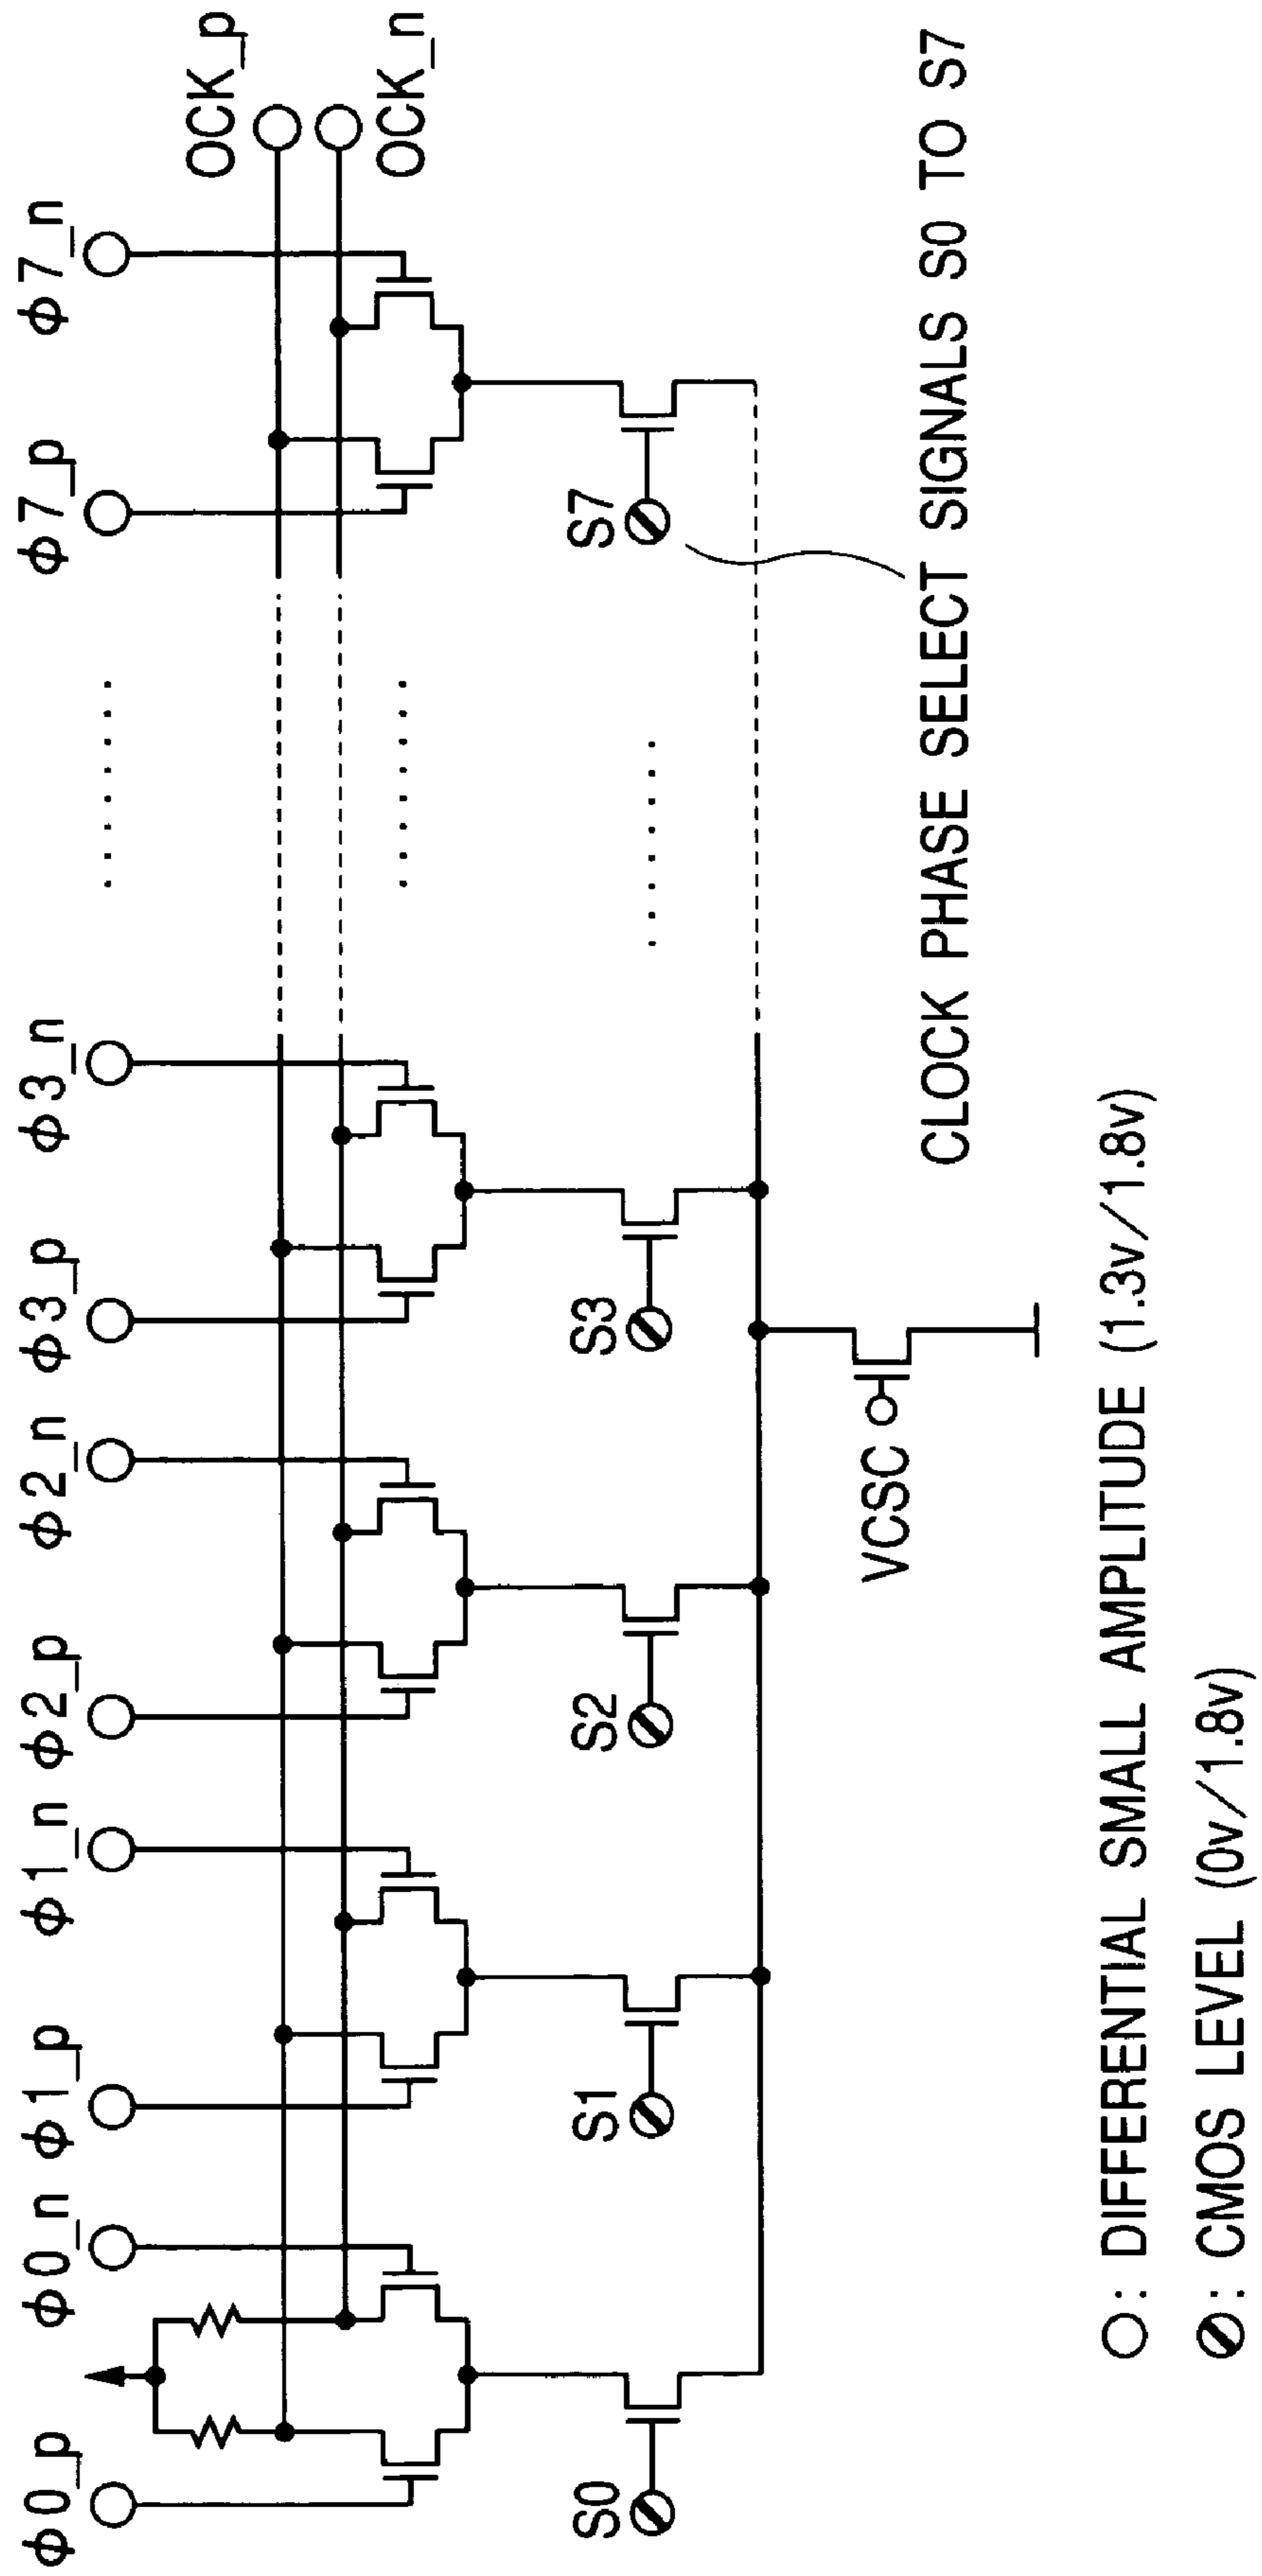 φ0_p φ0_n φ1_p φ1_n φ2_p φ2_n φ3_p φ3_n φ7_p φ7_n
OCK_p
OCK_n
S0 S1 S2 S3 S7
VCSC
CLOCK PHASE SELECT SIGNALS S0 TO S7
: DIFFERENTIAL SMALL AMPLITUDE (1.3v/1.8v)
: CMOS LEVEL (0v/1.8v)